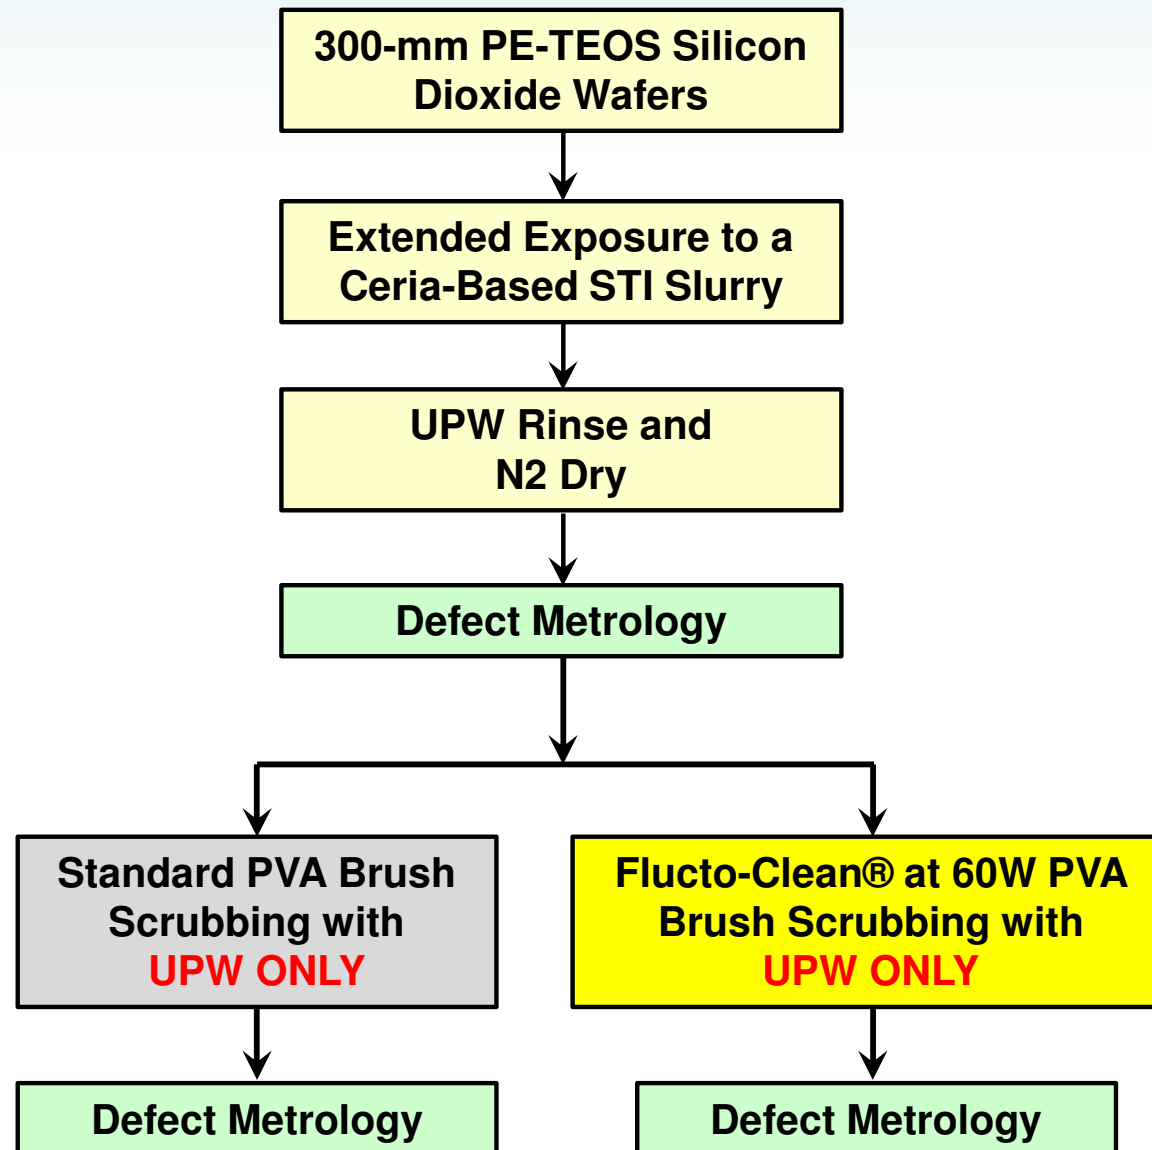 300-mm PE-TEOS Silicon
Dioxide Wafers
Extended Exposure to a
Ceria-Based STI Slurry
UPW Rinse and
N2 Dry
Defect Metrology
Standard PVA Brush
Scrubbing with
UPW ONLY
Flucto-Clean® at 60W PVA
Brush Scrubbing with
UPW ONLY
Defect Metrology
Defect Metrology